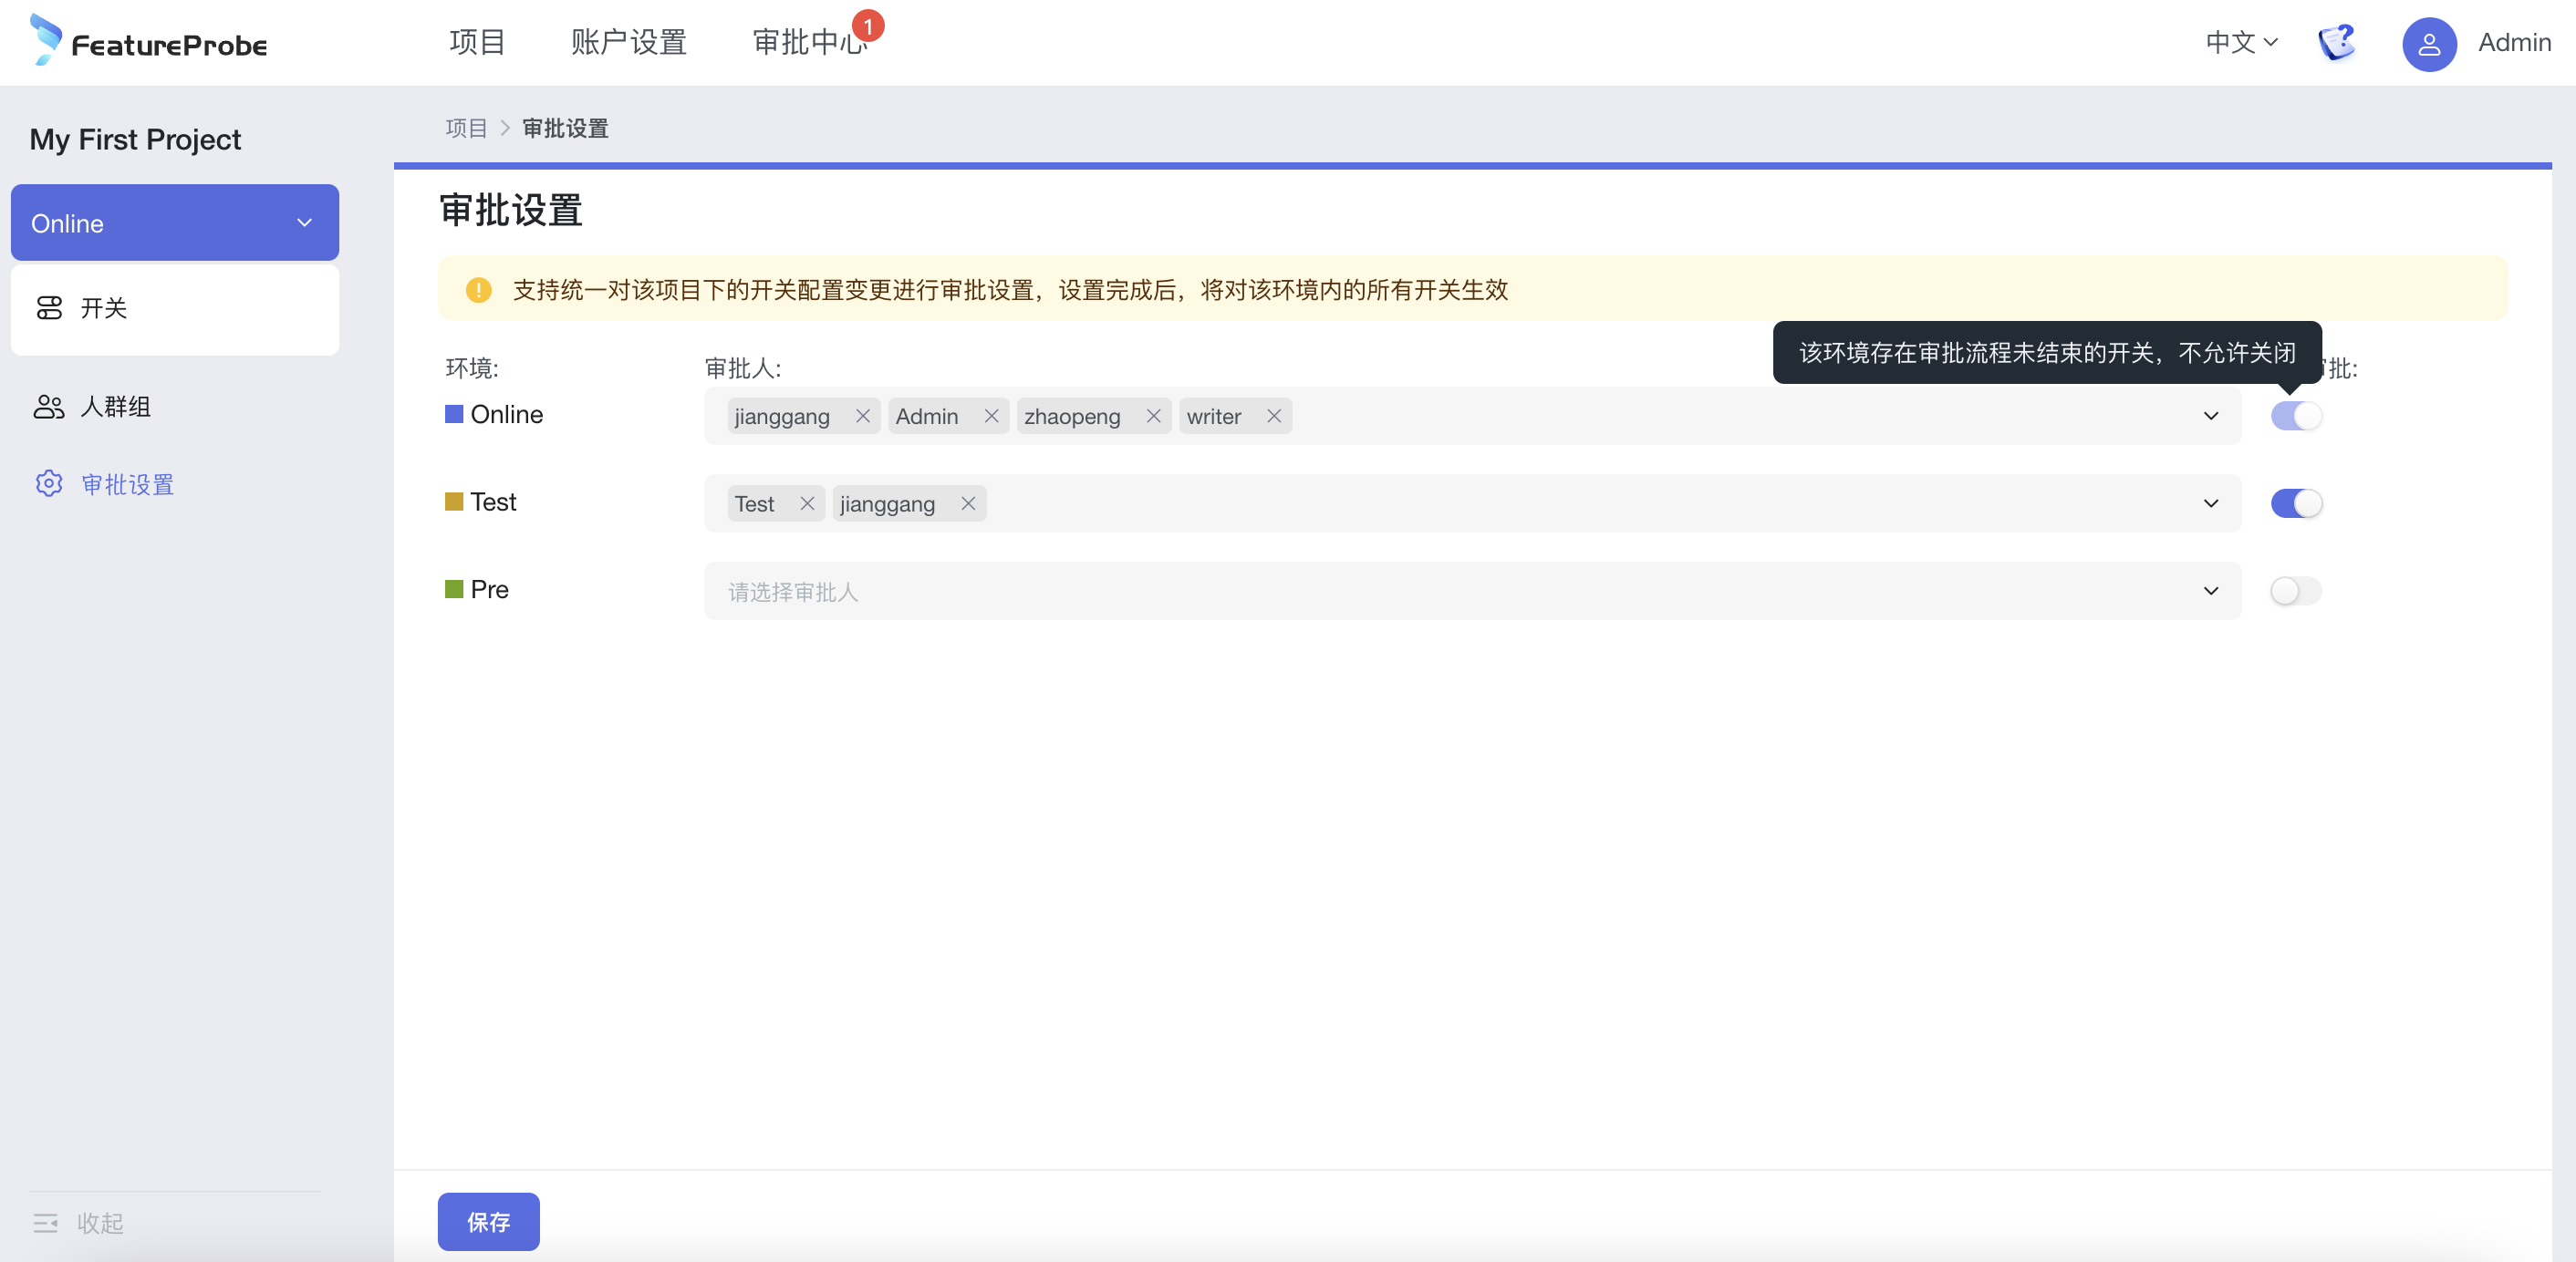 FeatureProbe
项目
账户设置
审批中心
1
中文
Admin
My First Project
Online
开关
人群组
审批设置
收起
项目 > 审批设置
审批设置
支持统一对该项目下的开关配置变更进行审批设置，设置完成后，将对该环境内的所有开关生效
该环境存在审批流程未结束的开关，不允许关闭
环境:
审批人:
批:
Online
jianggang
Admin
zhaopeng
writer
Test
Test
jianggang
Pre
请选择审批人
保存